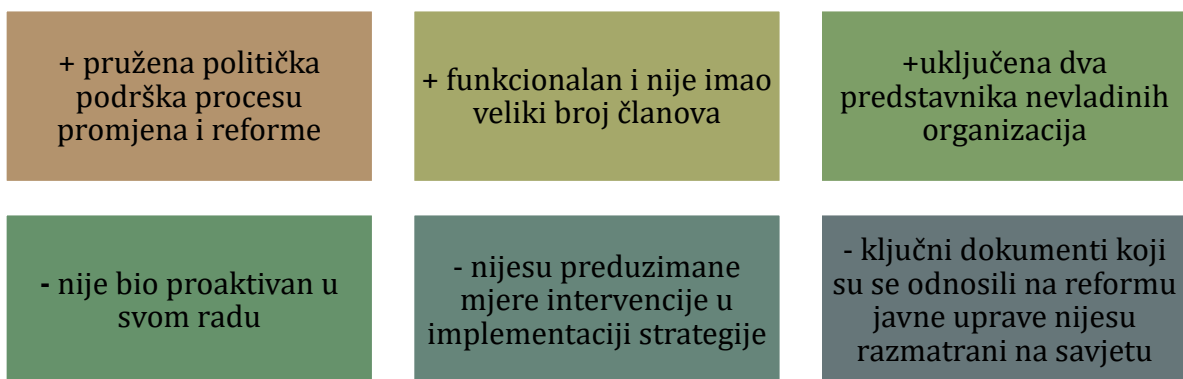 + pružena politička
podrška procesu
promjena i reforme
+ funkcionalan i nije imao
veliki broj članova
+uključena dva
predstavnika nevladinih
organizacija
- nije bio proaktivan u
svom radu
- nijesu preduzimane
mjere intervencije u
implementaciji strategije
- ključni dokumenti koji
su se odnosili na reformu
javne uprave nijesu
razmatrani na savjetu